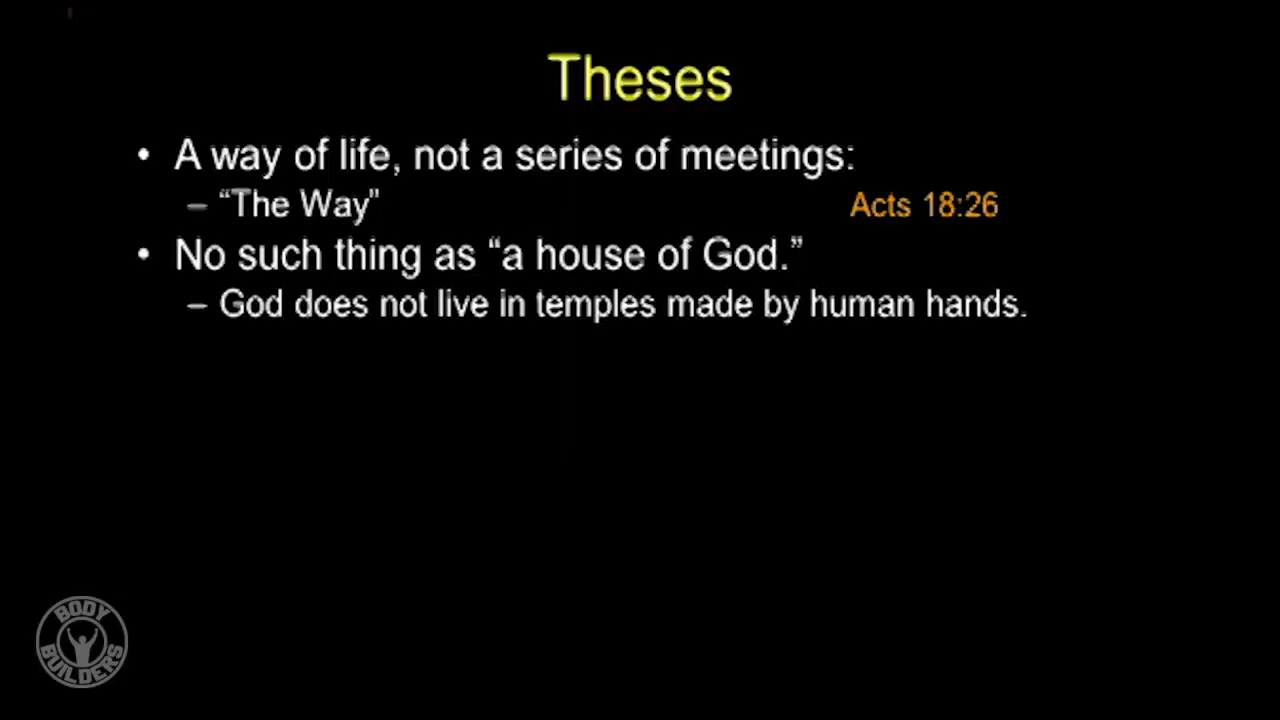 Theses
• A way of life, not a series of meetings:
– “The Way” Acts 18:26
• No such thing as “a house of God.”
– God does not live in temples made by human hands.
BODY
BUILDERS